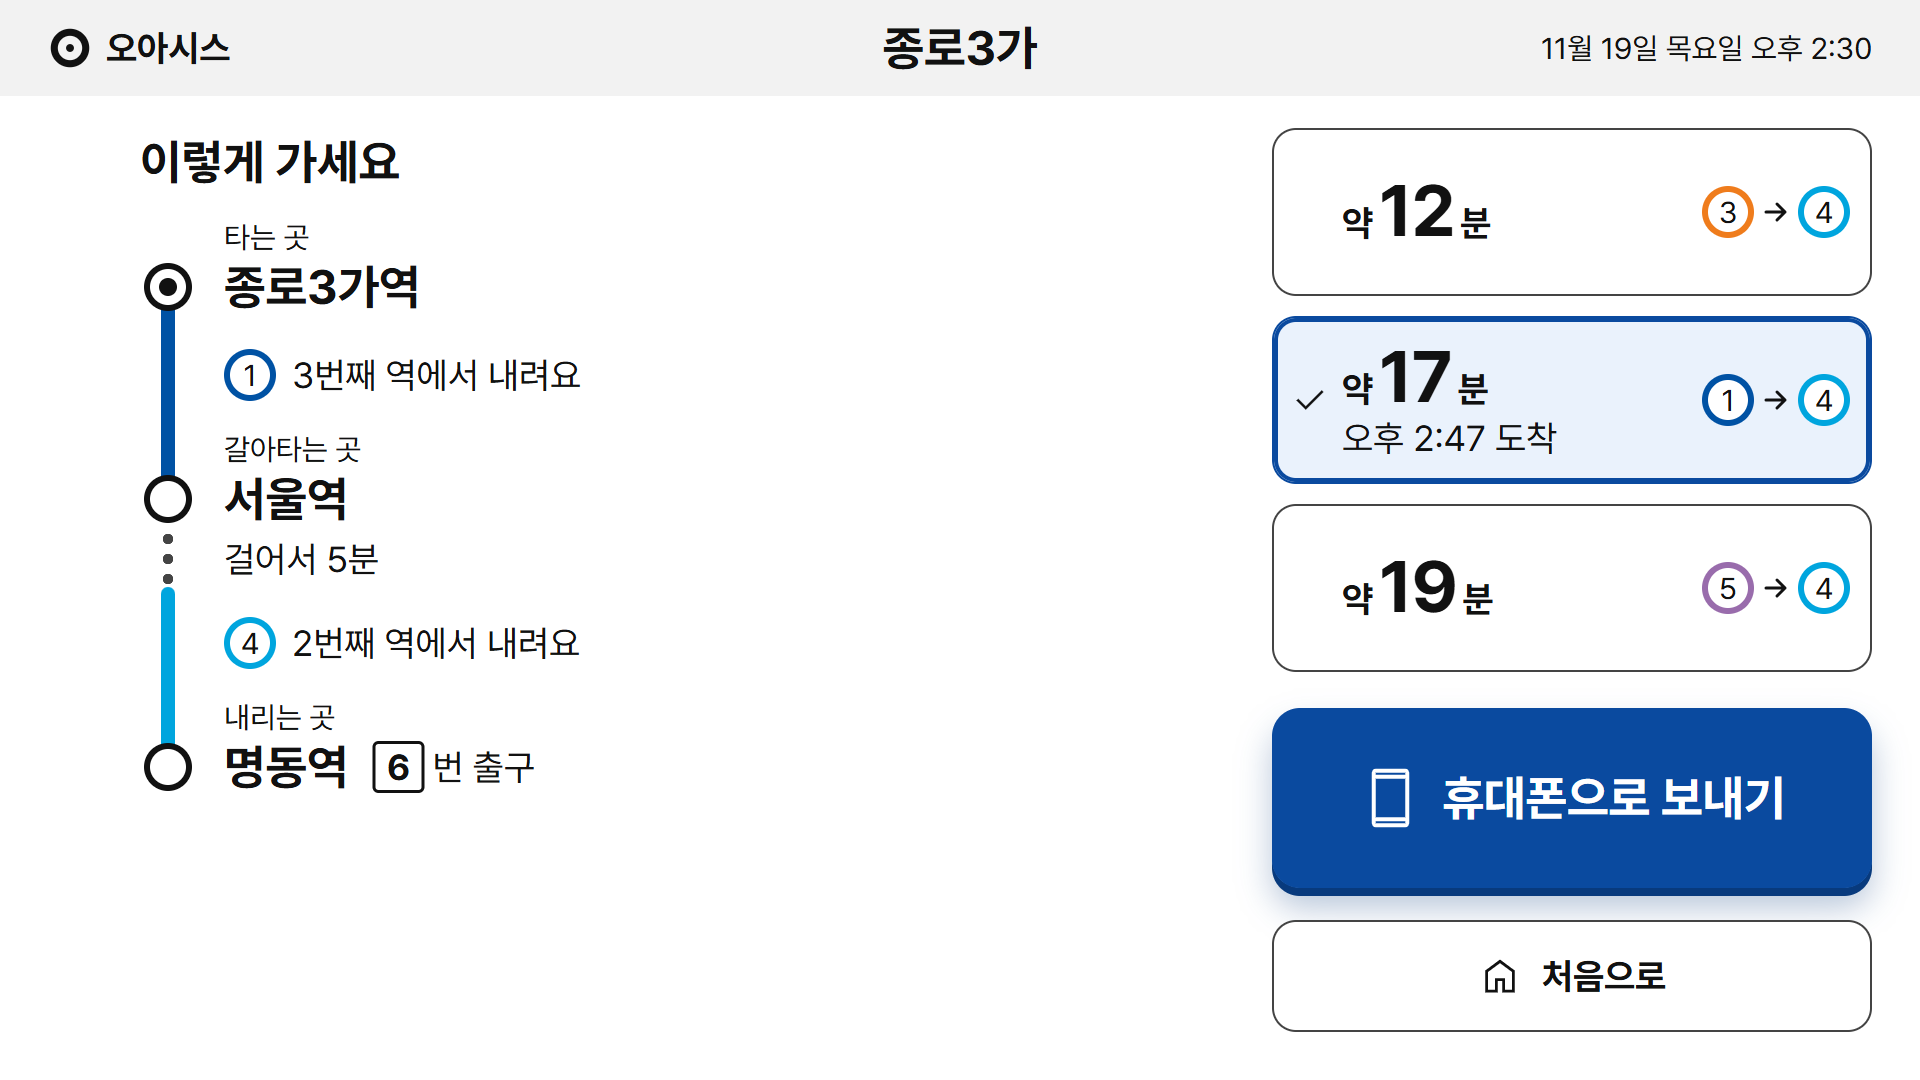 오아시스
종로3가
11월 19일 목요일 오후 2:30
이렇게 가세요
타는 곳
종로3가역
1 3번째 역에서 내려요
갈아타는 곳
서울역
걸어서 5분
4 2번째 역에서 내려요
내리는 곳
명동역 6 번 출구
약 12 분 3 → 4
약 17 분 1 → 4
오후 2:47 도착
약 19 분 5 → 4
휴대폰으로 보내기
처음으로